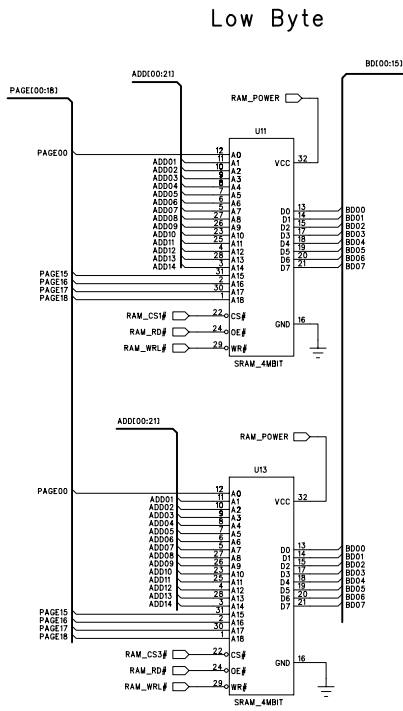 Low Byte
ADD[00:21]
BD[00:15]
PAGE[00:18]
RAM_POWER
U11
PAGE00 12 A0 VCC 32
ADD01 11 A1
ADD02 10 A2
ADD03 9 A3
ADD04 8 A4
ADD05 7 A5
ADD06 6 A6
ADD07 5 A7 D0 13 BD00
ADD08 27 A8 D1 14 BD01
ADD09 26 A9 D2 15 BD02
ADD10 23 A10 D3 17 BD03
ADD11 25 A11 D4 18 BD04
ADD12 4 A12 D5 19 BD05
ADD13 28 A13 D6 20 BD06
ADD14 3 A14 D7 21 BD07
PAGE15 31 A15
PAGE16 2 A16
PAGE17 30 A17
PAGE18 1 A18
RAM_CS1# 22 CS# GND 16
RAM_RD# 24 OE#
RAM_WRL# 29 WR#
SRAM_4MBIT
ADD[00:21]
RAM_POWER
U13
PAGE00 12 A0 VCC 32
ADD01 11 A1
ADD02 10 A2
ADD03 9 A3
ADD04 8 A4
ADD05 7 A5
ADD06 6 A6
ADD07 5 A7 D0 13 BD00
ADD08 27 A8 D1 14 BD01
ADD09 26 A9 D2 15 BD02
ADD10 23 A10 D3 17 BD03
ADD11 25 A11 D4 18 BD04
ADD12 4 A12 D5 19 BD05
ADD13 28 A13 D6 20 BD06
ADD14 3 A14 D7 21 BD07
PAGE15 31 A15
PAGE16 2 A16
PAGE17 30 A17
PAGE18 1 A18
RAM_CS3# 22 CS# GND 16
RAM_RD# 24 OE#
RAM_WRL# 29 WR#
SRAM_4MBIT